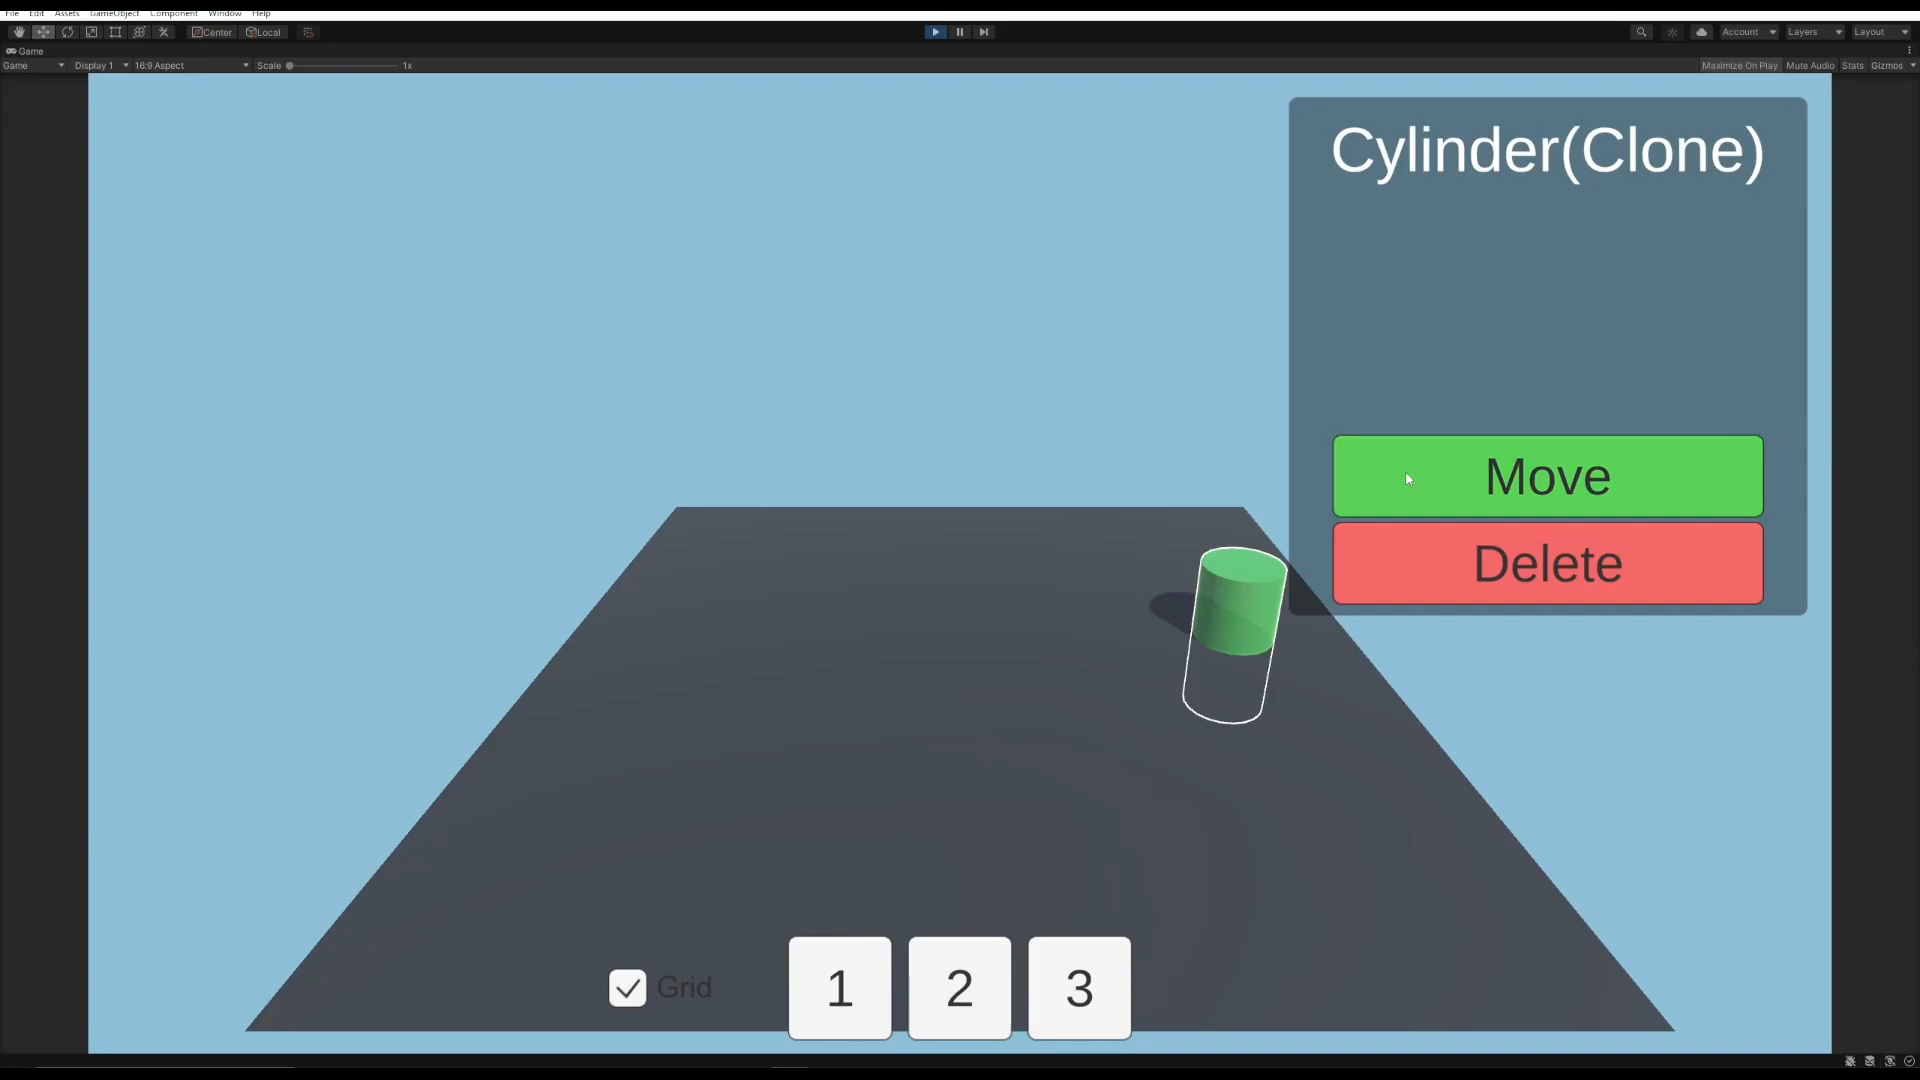 File Edit Assets GameObject Component Window Help
Center Local Account Layers Layout
Game
Game Display 1 16:9 Aspect Scale 1x Maximize On Play Mute Audio Stats Gizmos
Cylinder(Clone)
Move
Delete
Grid 1 2 3